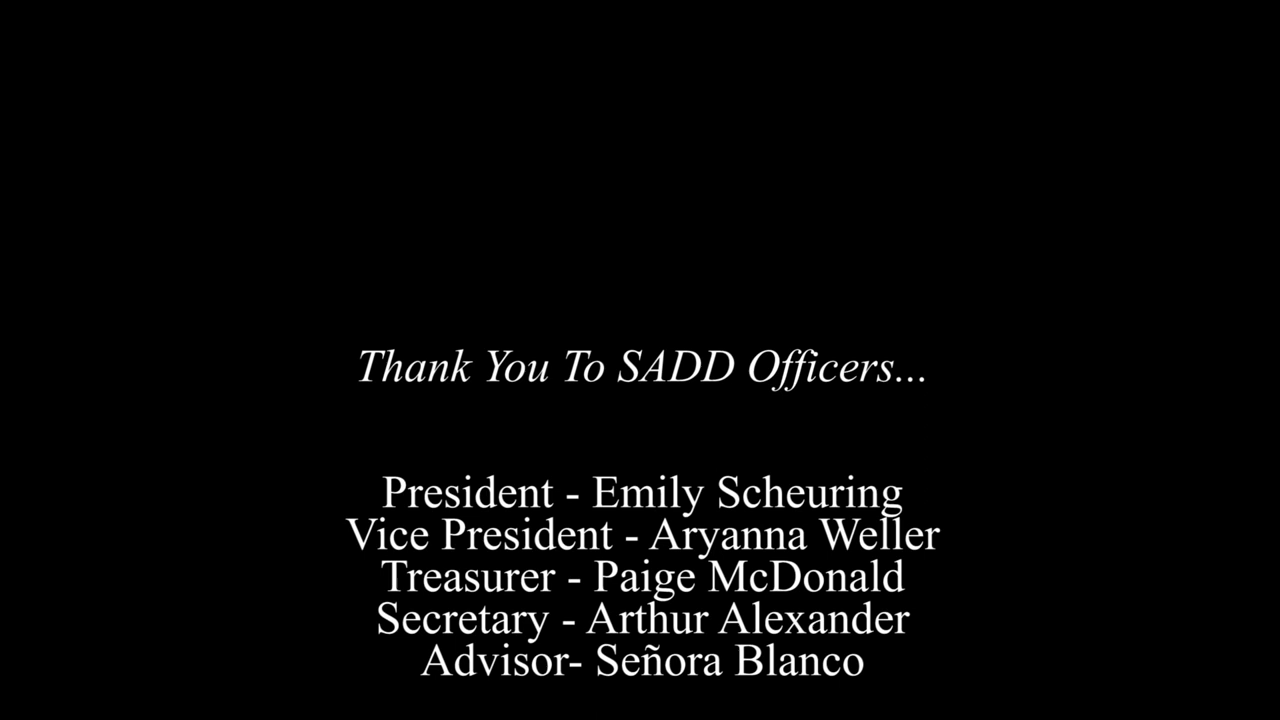 Thank You To SADD Officers...
President - Emily Scheuring
Vice President - Aryanna Weller
Treasurer - Paige McDonald
Secretary - Arthur Alexander
Advisor- Señora Blanco